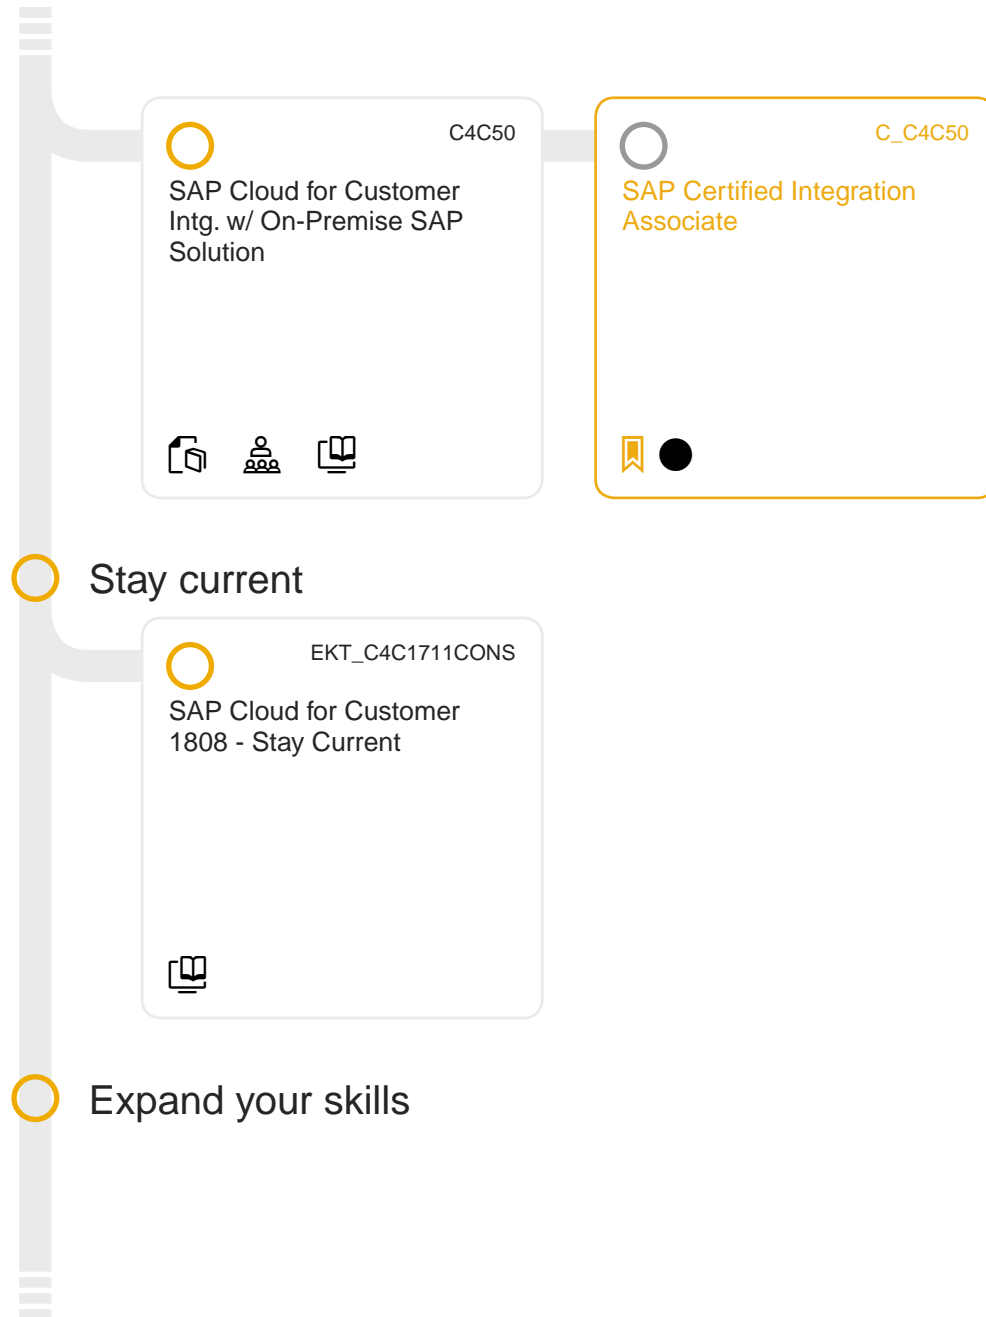 C4C50
SAP Cloud for Customer
Intg. w/ On-Premise SAP
Solution
C_C4C50
SAP Certified Integration
Associate
Stay current
EKT_C4C1711CONS
SAP Cloud for Customer
1808 - Stay Current
Expand your skills